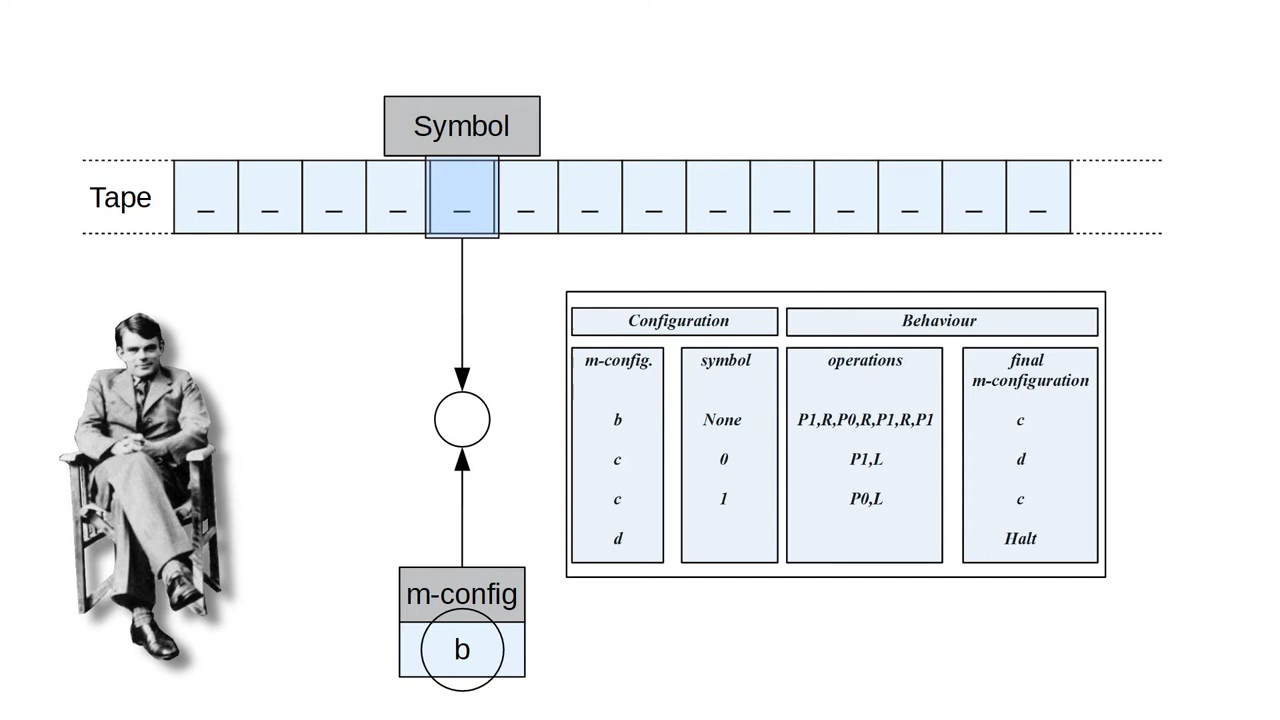 Symbol
Tape _ _ _ _ _ _ _ _ _ _ _ _ _ _
Configuration Behaviour
m-config. symbol operations final m-configuration
b None P1,R,P0,R,P1,R,P1 c
c 0 P1,L d
c 1 P0,L c
d Halt
m-config
b